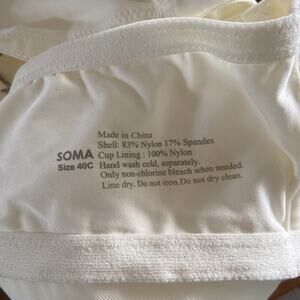 SOMA
Size 40C
Made in China
Shell: 83% Nylon 17% Spandex
Cup Lining : 100% Nylon
Hand wash cold, separately.
Only non-chlorine bleach when needed.
Line dry. Do not iron.Do not dry clean.